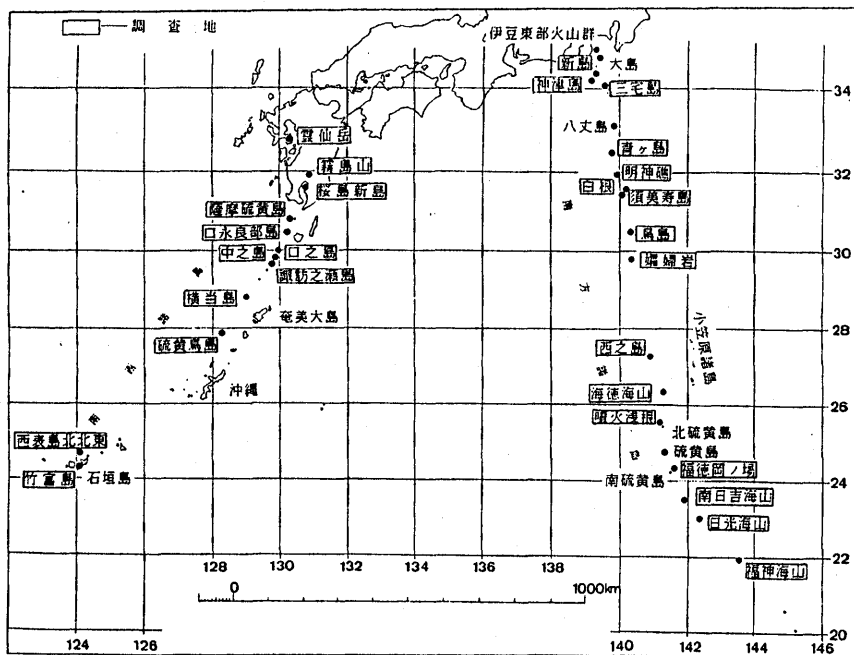 調査地
伊豆東部火山群
新島
大島
神津島
三宅島
34
八丈島
雲仙岳
青ヶ島
霧島山
明神礁
32
桜島新島
白根
須美寿島
薩摩硫黄島
南
口永良部島
鳥島
中之島
口之島
30
孀婦岩
諏訪之瀬島
方
横当島
奄美大島
28
小笠原諸島
硫黄鳥島
西之島
諸
西
沖縄
海徳海山
26
南
噴火浅根
北硫黄島
西表島北北東
硫黄島
福徳岡ノ場
竹富島
石垣島
南硫黄島
24
南日吉海山
日光海山
22
福神海山
128
130
132
134
136
138
0
1000km
20
124
126
140
142
144
146